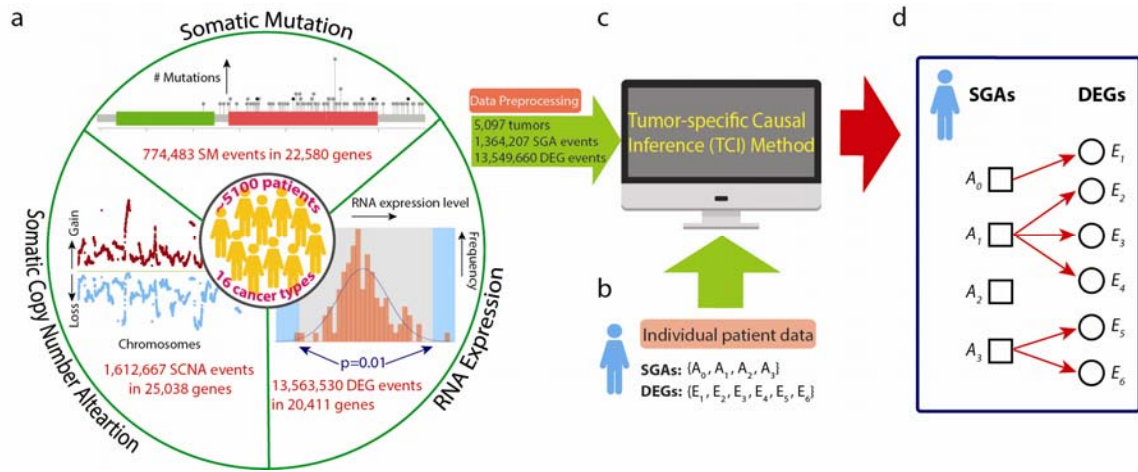 a
Somatic Mutation
# Mutations
774,483 SM events in 22,580 genes
Somatic Copy Number Alteartion
Gain
Loss
Chromosomes
1,612,667 SCNA events
in 25,038 genes
~5100 patients
16 cancer types
RNA expression level
Frequency
p=0.01
13,563,530 DEG events
in 20,411 genes
RNA Expression
Data Preprocessing
5,097 tumors
1,364,207 SGA events
13,549,660 DEG events
c
Tumor-specific Causal
Inference (TCI) Method
b
Individual patient data
SGAs: {A₀, A₁, A₂, A₃}
DEGs: {E₁, E₂, E₃, E₄, E₅, E₆}
d
SGAs DEGs
A₀
A₁
A₂
A₃
E₁
E₂
E₃
E₄
E₅
E₆